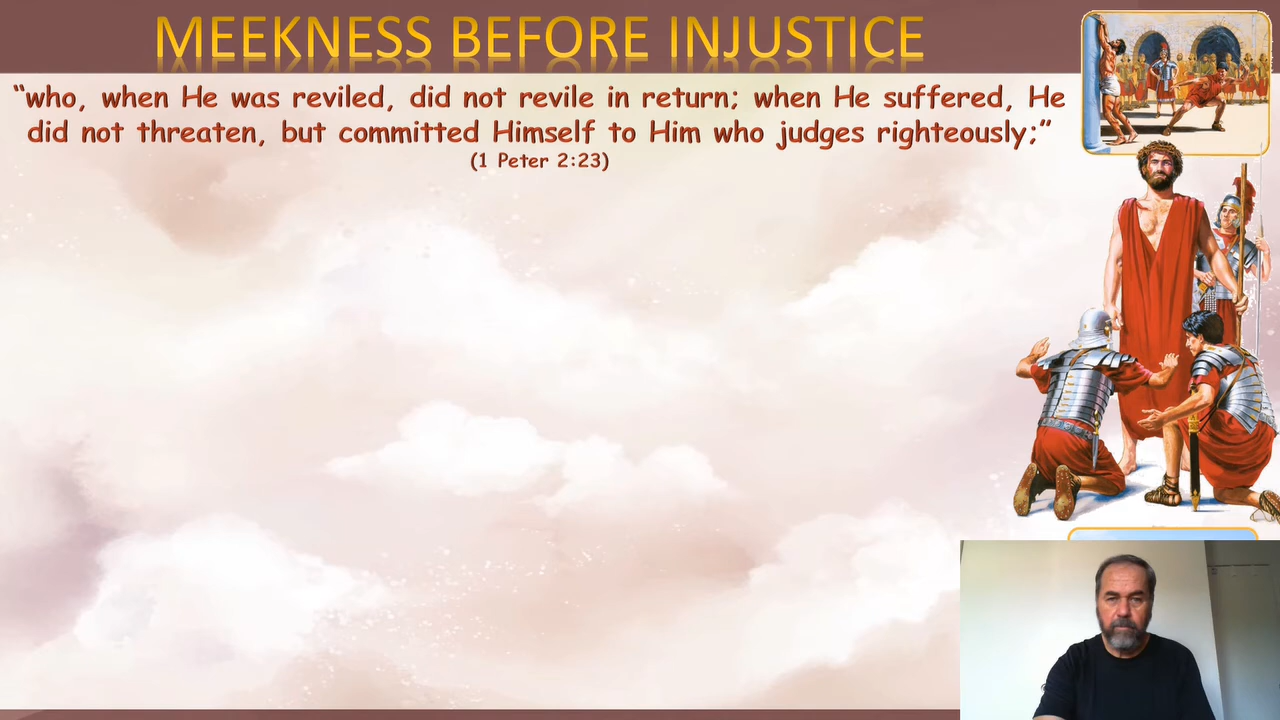 MEEKNESS BEFORE INJUSTICE
“who, when He was reviled, did not revile in return; when He suffered, He
did not threaten, but committed Himself to Him who judges righteously;”
(1 Peter 2:23)